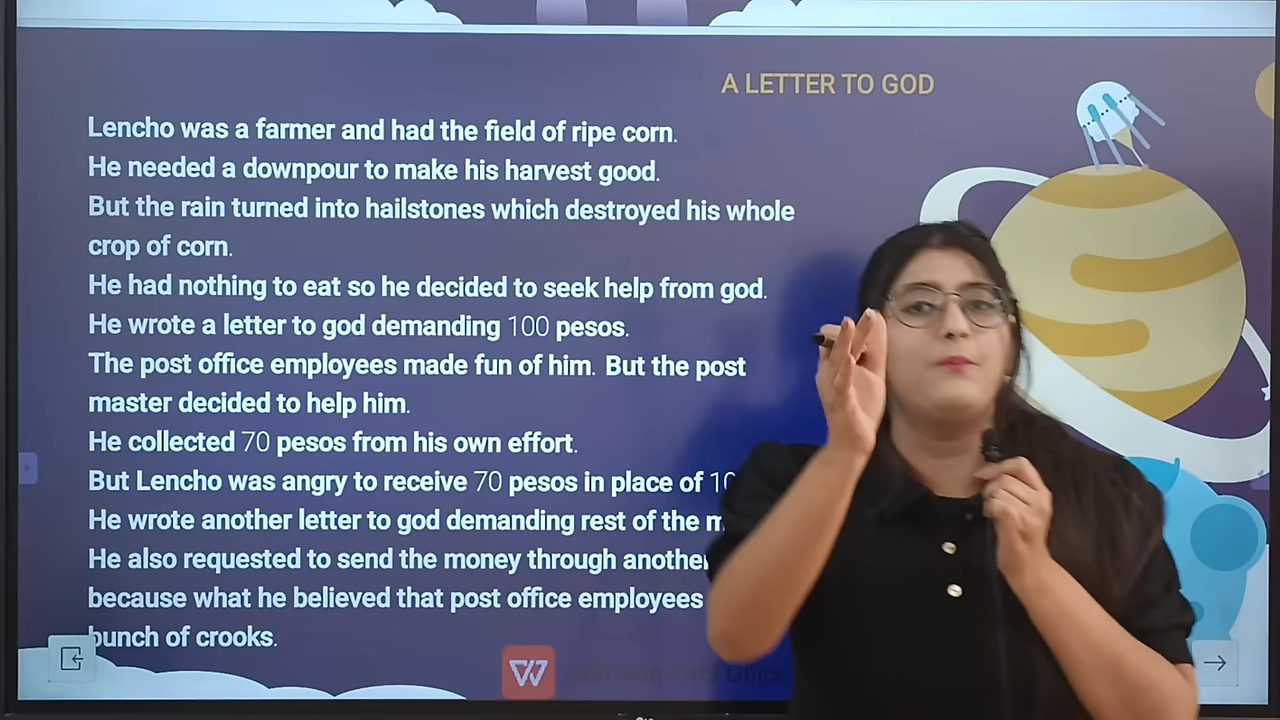 A LETTER TO GOD
Lencho was a farmer and had the field of ripe corn.
He needed a downpour to make his harvest good.
But the rain turned into hailstones which destroyed his whole
crop of corn.
He had nothing to eat so he decided to seek help from god.
He wrote a letter to god demanding 100 pesos.
The post office employees made fun of him. But the post
master decided to help him.
He collected 70 pesos from his own effort.
But Lencho was angry to receive 70 pesos in place of
He wrote another letter to god demanding rest of the
He also requested to send the money through another
because what he believed that post office employees
bunch of crooks.